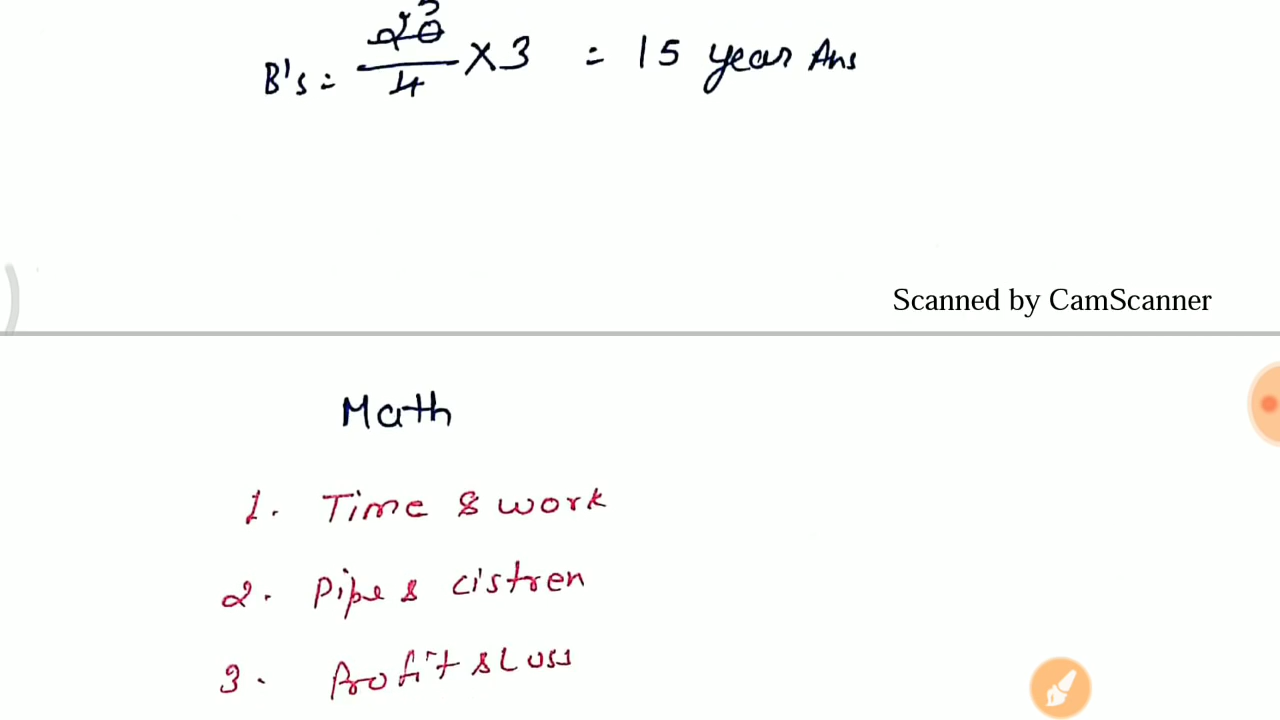 B's = 20/4 × 3 = 15 year Ans
Scanned by CamScanner
Math
1. Time & work
2. Pipe & cistren
3. Profit & Loss